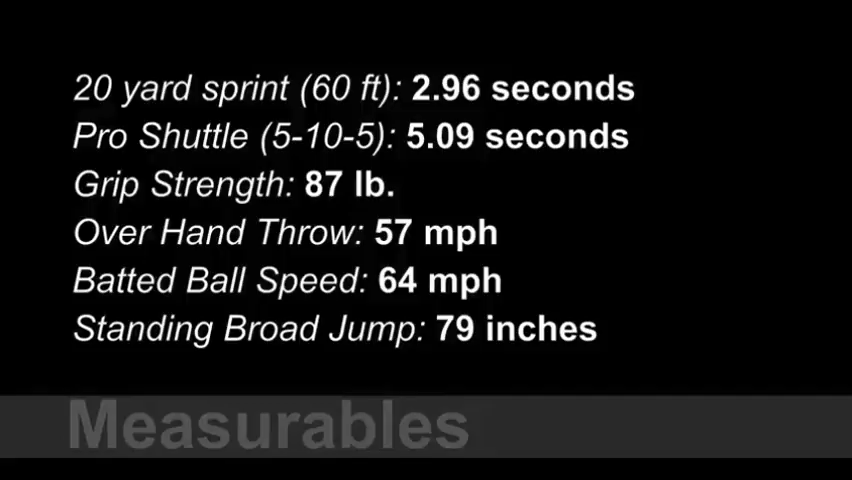 20 yard sprint (60 ft): 2.96 seconds
Pro Shuttle (5-10-5): 5.09 seconds
Grip Strength: 87 lb.
Over Hand Throw: 57 mph
Batted Ball Speed: 64 mph
Standing Broad Jump: 79 inches
Measurables